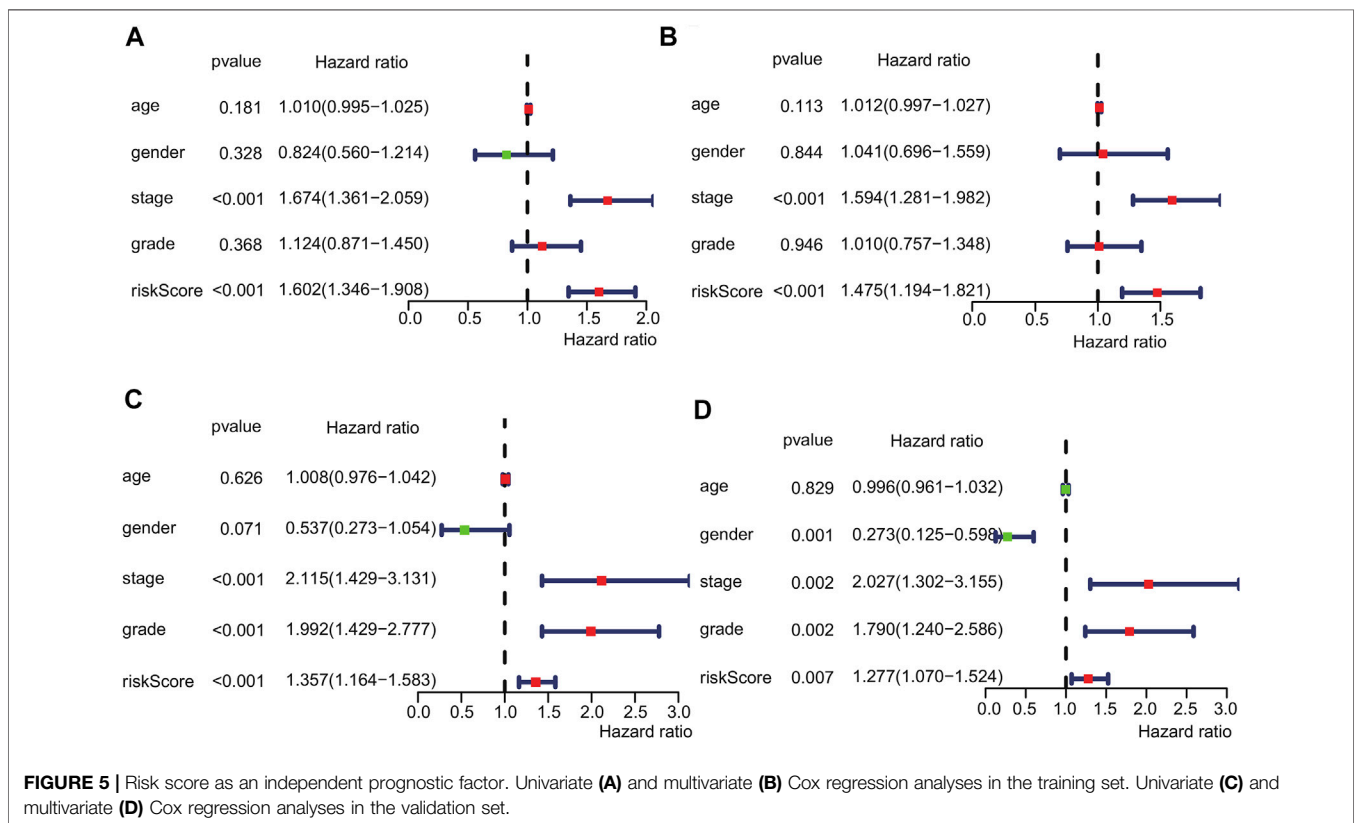 A
pvalue Hazard ratio
age 0.181 1.010(0.995−1.025)
gender 0.328 0.824(0.560−1.214)
stage <0.001 1.674(1.361−2.059)
grade 0.368 1.124(0.871−1.450)
riskScore <0.001 1.602(1.346−1.908)
0.0 0.5 1.0 1.5 2.0
Hazard ratio
B
pvalue Hazard ratio
age 0.113 1.012(0.997−1.027)
gender 0.844 1.041(0.696−1.559)
stage <0.001 1.594(1.281−1.982)
grade 0.946 1.010(0.757−1.348)
riskScore <0.001 1.475(1.194−1.821)
0.0 0.5 1.0 1.5
Hazard ratio
C
pvalue Hazard ratio
age 0.626 1.008(0.976−1.042)
gender 0.071 0.537(0.273−1.054)
stage <0.001 2.115(1.429−3.131)
grade <0.001 1.992(1.429−2.777)
riskScore <0.001 1.357(1.164−1.583)
0.0 0.5 1.0 1.5 2.0 2.5 3.0
Hazard ratio
D
pvalue Hazard ratio
age 0.829 0.996(0.961−1.032)
gender 0.001 0.273(0.125−0.598)
stage 0.002 2.027(1.302−3.155)
grade 0.002 1.790(1.240−2.586)
riskScore 0.007 1.277(1.070−1.524)
0.0 0.5 1.0 1.5 2.0 2.5 3.0
Hazard ratio
FIGURE 5 | Risk score as an independent prognostic factor. Univariate (A) and multivariate (B) Cox regression analyses in the training set. Univariate (C) and
multivariate (D) Cox regression analyses in the validation set.